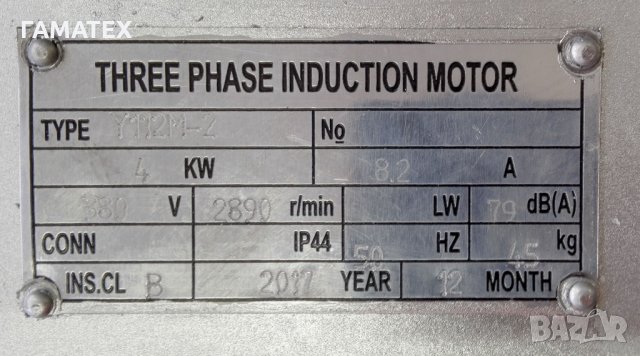 ГАМАТЕХ
THREE PHASE INDUCTION MOTOR
TYPE Y112M-2 No
4 KW 8.2 A
380 V 2890 r/min LW 79 dB(A)
CONN IP44 50 HZ 45 kg
INS.CL B 2017 YEAR 12 MONTH
BAZAR